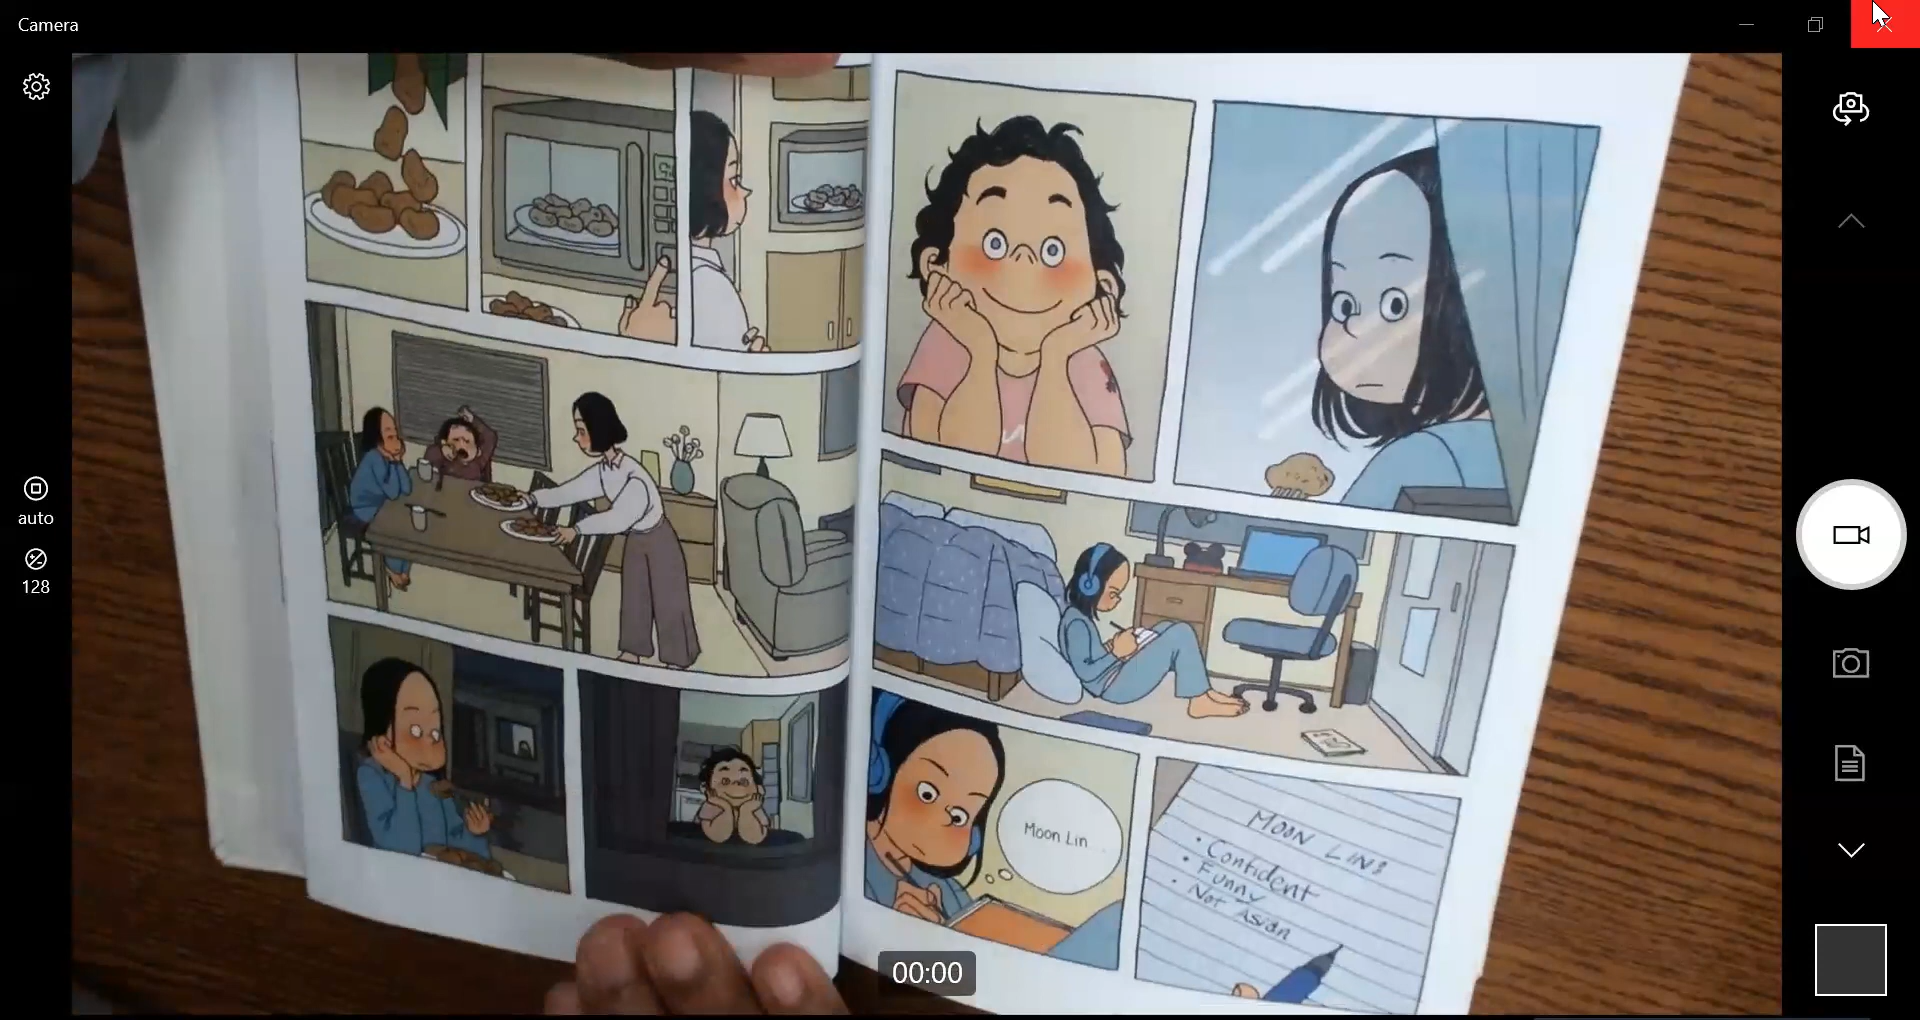 Camera
auto
128
Moon Lin...
MOON LIN:
• Confident
• Funny
• Not Asian
00:00